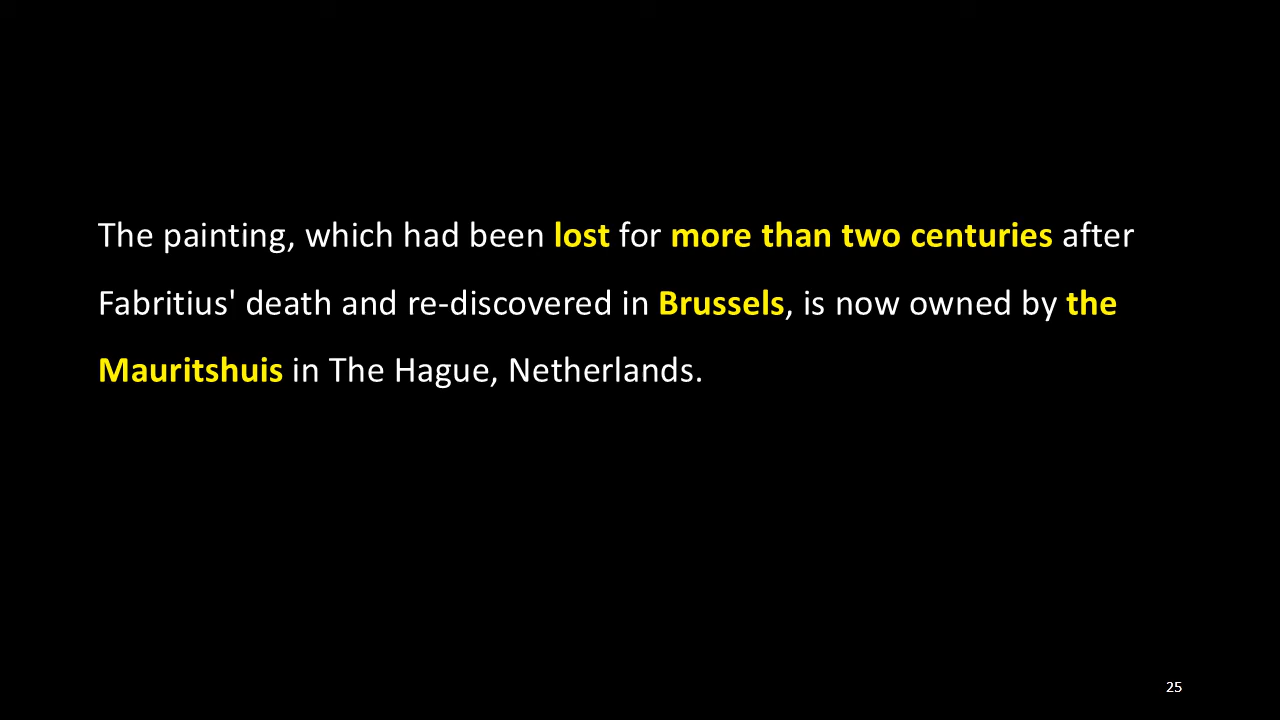 The painting, which had been lost for more than two centuries after
Fabritius' death and re-discovered in Brussels, is now owned by the
Mauritshuis in The Hague, Netherlands.
25